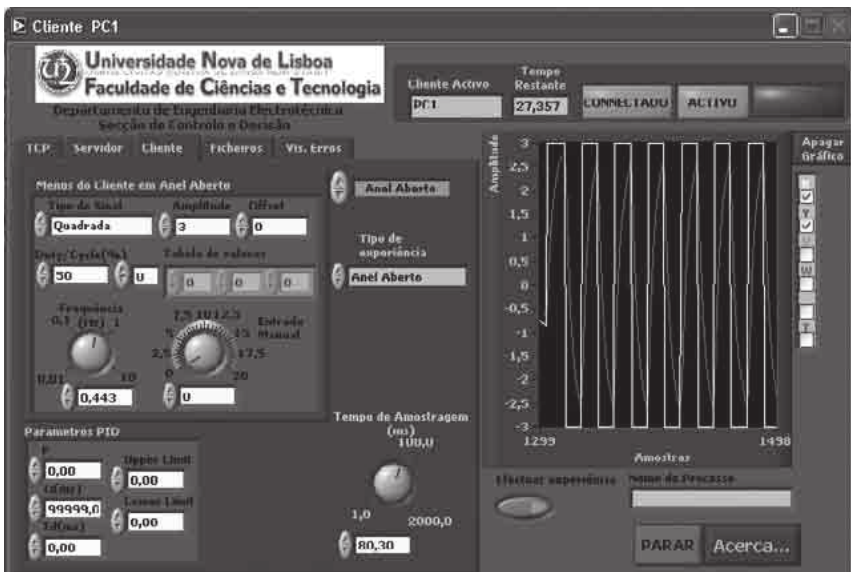 Cliente PC1
Universidade Nova de Lisboa
Faculdade de Ciências e Tecnologia
Departamento de Engenharia Electrotécnica
Secção de Controlo e Decisão
Cliente Activo
PC1
Tempo Restante
27,357
CONNECTADO
ACTIVO
TCP Servidor Cliente Ficheiros Vis. Erros
Menos do Cliente em Anel Aberto
Tipo de Sinal
Quadrada
Amplitude
3
Offset
0
Duty/Cycle(%)
50
0
Tabela de valores
0 0 0
Frequência
(Hz)
0,01 0,1 1 10
0,443
0 2,5 5 7,5 10 12,5 15 17,5 20
Entrada Manual
0
Anel Aberto
Tipo de experiência
Anel Aberto
Parametros PID
P
0,00
Upper Limit
0,00
99999,0
Lower Limit
0,00
Td(ms)
0,00
Tempo de Amostragem
(ms)
100,0
1,0
2000,0
80,30
Amplitude
3
2,5
2
1,5
1
0,5
0
-0,5
-1
-1,5
-2
-2,5
-3
1299
1498
Amostras
Apagar Gráfico
Y
W
T
Efectuar experiência
Nome do Processo
PARAR
Acerca...